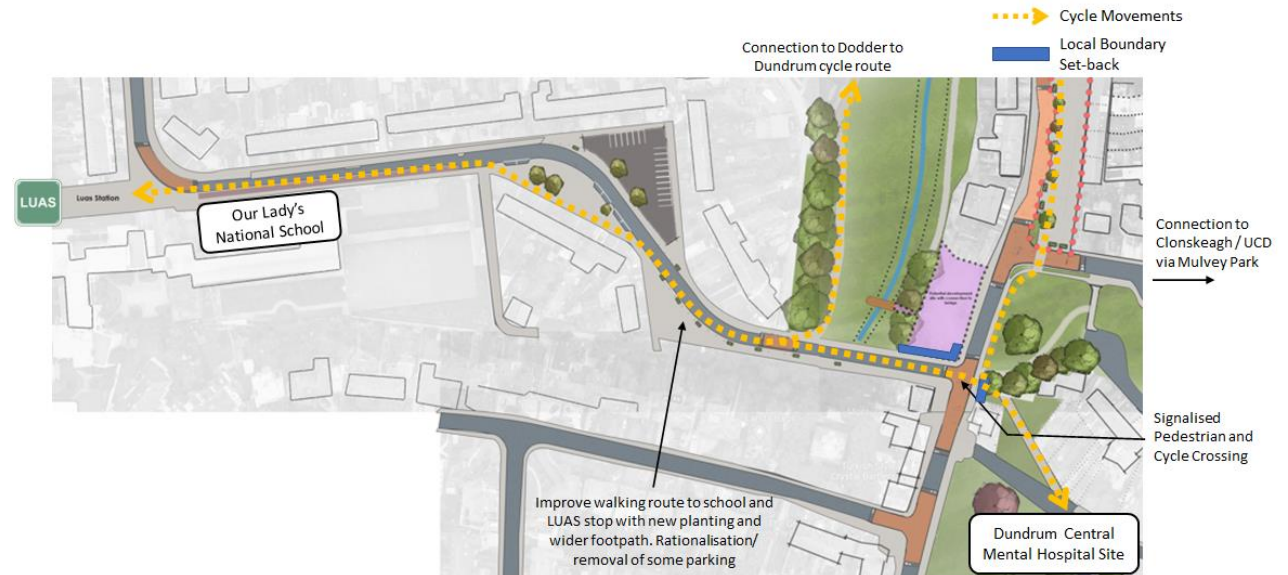 Cycle Movements
Local Boundary
Set-back
Connection to Dodder to
Dundrum cycle route
LUAS
Luas Station
Our Lady's
National School
Connection to
Clonskeagh / UCD
via Mulvey Park
Signalised
Pedestrian and
Cycle Crossing
Improve walking route to school and
LUAS stop with new planting and
wider footpath. Rationalisation/
removal of some parking
Dundrum Central
Mental Hospital Site